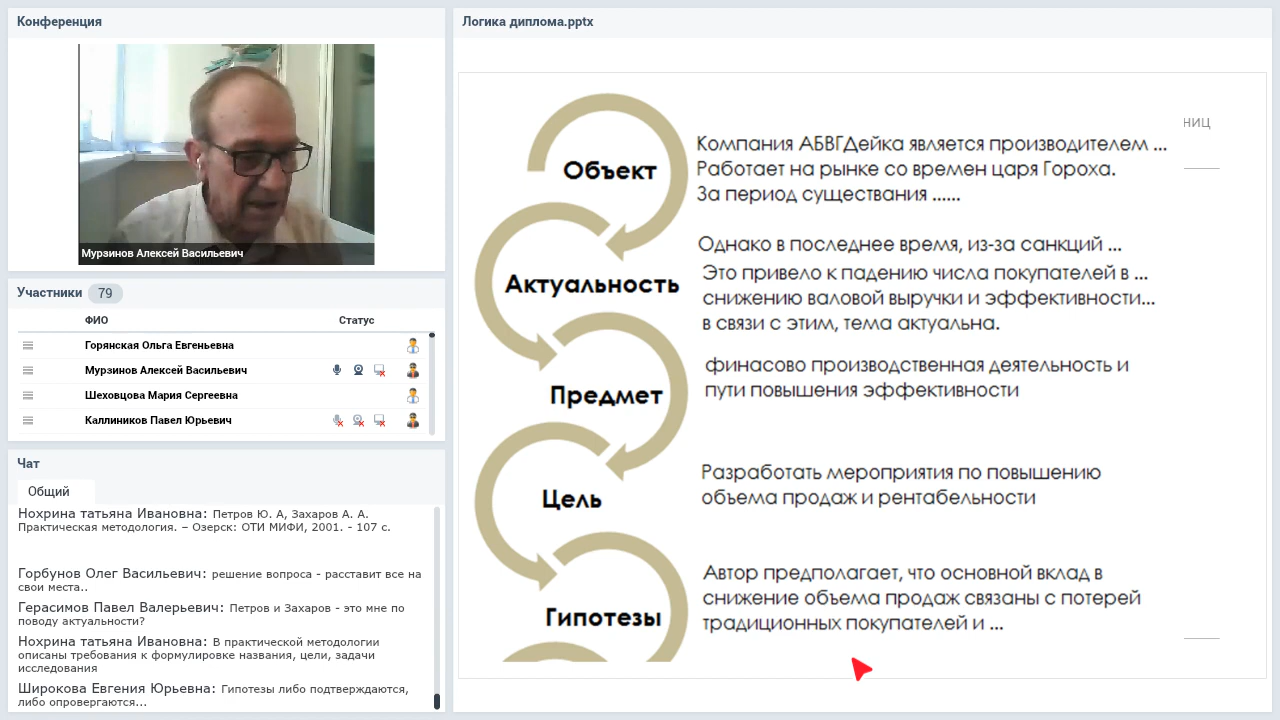 Конференция
Мурзинов Алексей Васильевич
Участники 79
ФИО Статус
Горянская Ольга Евгеньевна
Мурзинов Алексей Васильевич
Шеховцова Мария Сергеевна
Каллиников Павел Юрьевич
Чат
Общий
Нохрина татьяна Ивановна: Петров Ю. А, Захаров А. А.
Практическая методология. – Озерск: ОТИ МИФИ, 2001. - 107 с.
Горбунов Олег Васильевич: решение вопроса - расставит все на
свои места..
Герасимов Павел Валерьевич: Петров и Захаров - это мне по
поводу актуальности?
Нохрина татьяна Ивановна: В практической методологии
описаны требования к формулировке названия, цели, задачи
исследования
Широкова Евгения Юрьевна: Гипотезы либо подтверждаются,
либо опровергаются...
Логика диплома.pptx
ниц
Объект
Компания АБВГДейка является производителем ...
Работает на рынке со времен царя Гороха.
За период существания ......
Актуальность
Однако в последнее время, из-за санкций ...
Это привело к падению числа покупателей в ...
снижению валовой выручки и эффективности...
в связи с этим, тема актуальна.
Предмет
финасово производственная деятельность и
пути повышения эффективности
Цель
Разработать мероприятия по повышению
объема продаж и рентабельности
Гипотезы
Автор предполагает, что основной вклад в
снижение объема продаж связаны с потерей
традиционных покупателей и ...